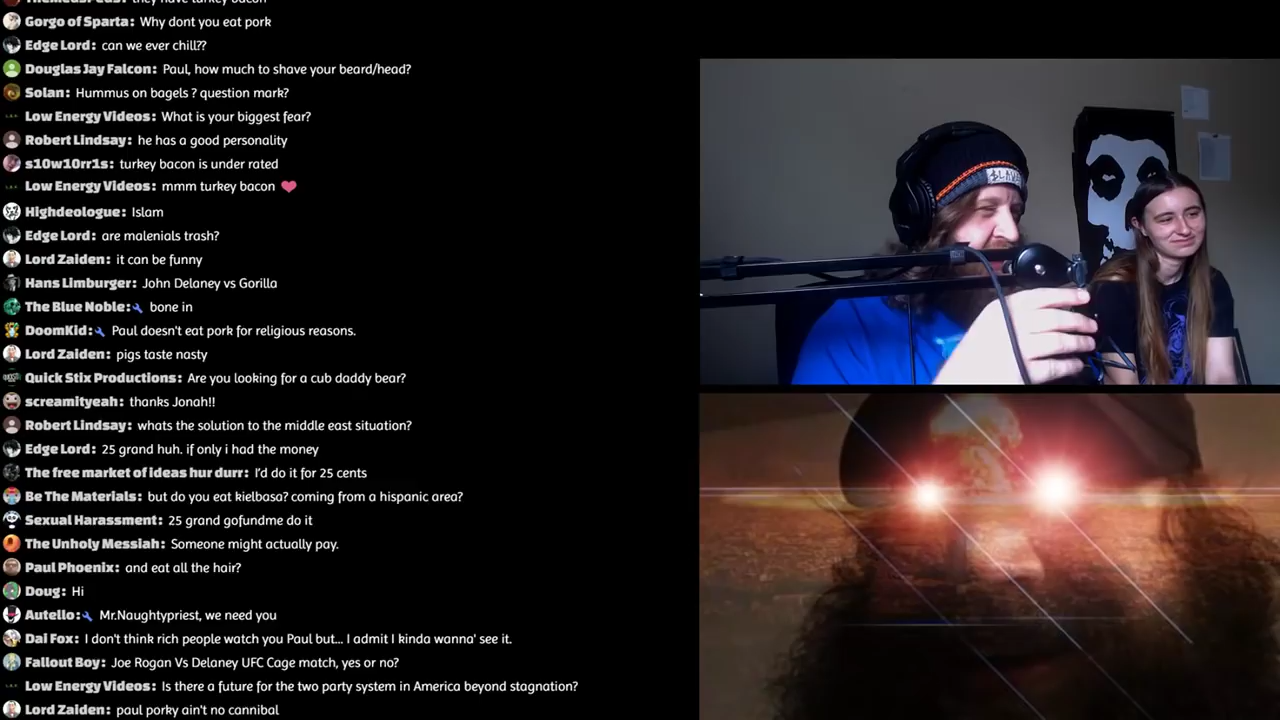 they have turkey bacon
Gorgo of Sparta: Why dont you eat pork
Edge Lord: can we ever chill??
Douglas Jay Falcon: Paul, how much to shave your beard/head?
Solan: Hummus on bagels ? question mark?
Low Energy Videos: What is your biggest fear?
Robert Lindsay: he has a good personality
s10w10rr1s: turkey bacon is under rated
Low Energy Videos: mmm turkey bacon ❤
Highdeologue: Islam
Edge Lord: are malenials trash?
Lord Zaiden: it can be funny
Hans Limburger: John Delaney vs Gorilla
The Blue Noble: bone in
DoomKid: Paul doesn't eat pork for religious reasons.
Lord Zaiden: pigs taste nasty
Quick Stix Productions: Are you looking for a cub daddy bear?
screamityeah: thanks Jonah!!
Robert Lindsay: whats the solution to the middle east situation?
Edge Lord: 25 grand huh. if only i had the money
The free market of ideas hur durr: I'd do it for 25 cents
Be The Materials: but do you eat kielbasa? coming from a hispanic area?
Sexual Harassment: 25 grand gofundme do it
The Unholy Messiah: Someone might actually pay.
Paul Phoenix: and eat all the hair?
Doug: Hi
Autello: Mr.Naughtypriest, we need you
Dai Fox: I don't think rich people watch you Paul but... I admit I kinda wanna' see it.
Fallout Boy: Joe Rogan Vs Delaney UFC Cage match, yes or no?
Low Energy Videos: Is there a future for the two party system in America beyond stagnation?
Lord Zaiden: paul porky ain't no cannibal